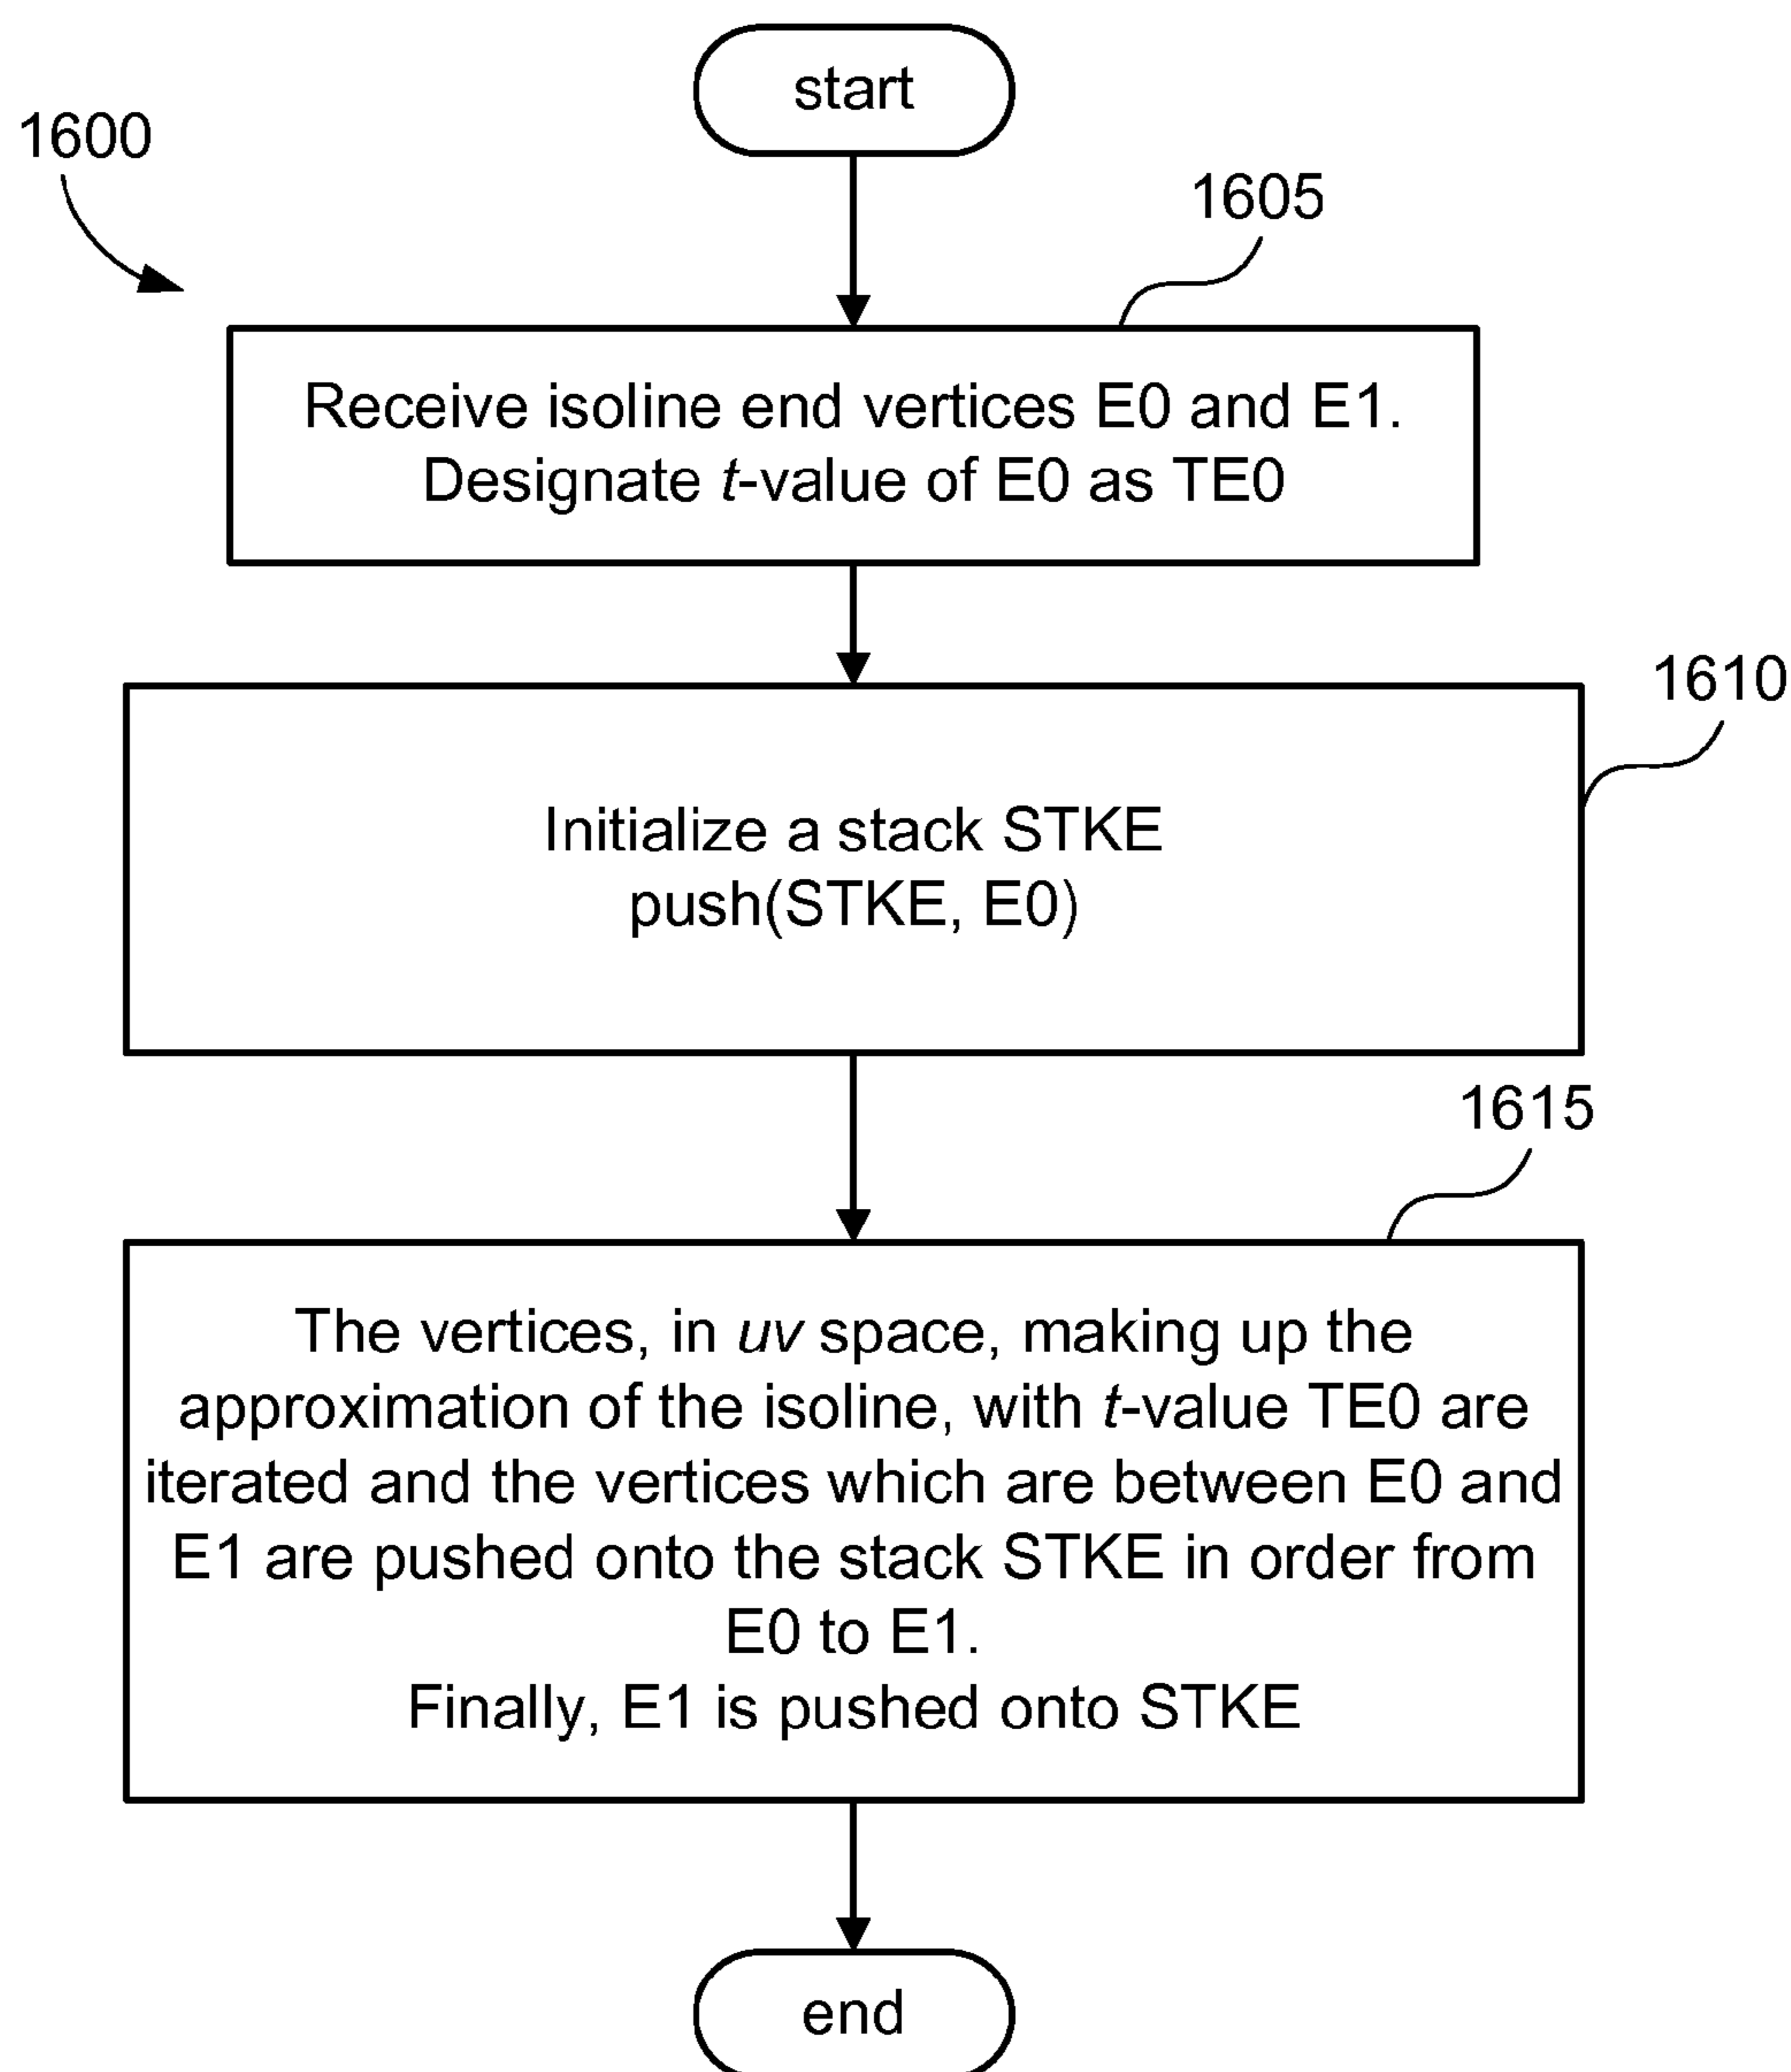 start
1600
1605
Receive isoline end vertices E0 and E1.
Designate t-value of E0 as TE0
1610
Initialize a stack STKE
push(STKE, E0)
1615
The vertices, in uv space, making up the
approximation of the isoline, with t-value TE0 are
iterated and the vertices which are between E0 and
E1 are pushed onto the stack STKE in order from
E0 to E1.
Finally, E1 is pushed onto STKE
end